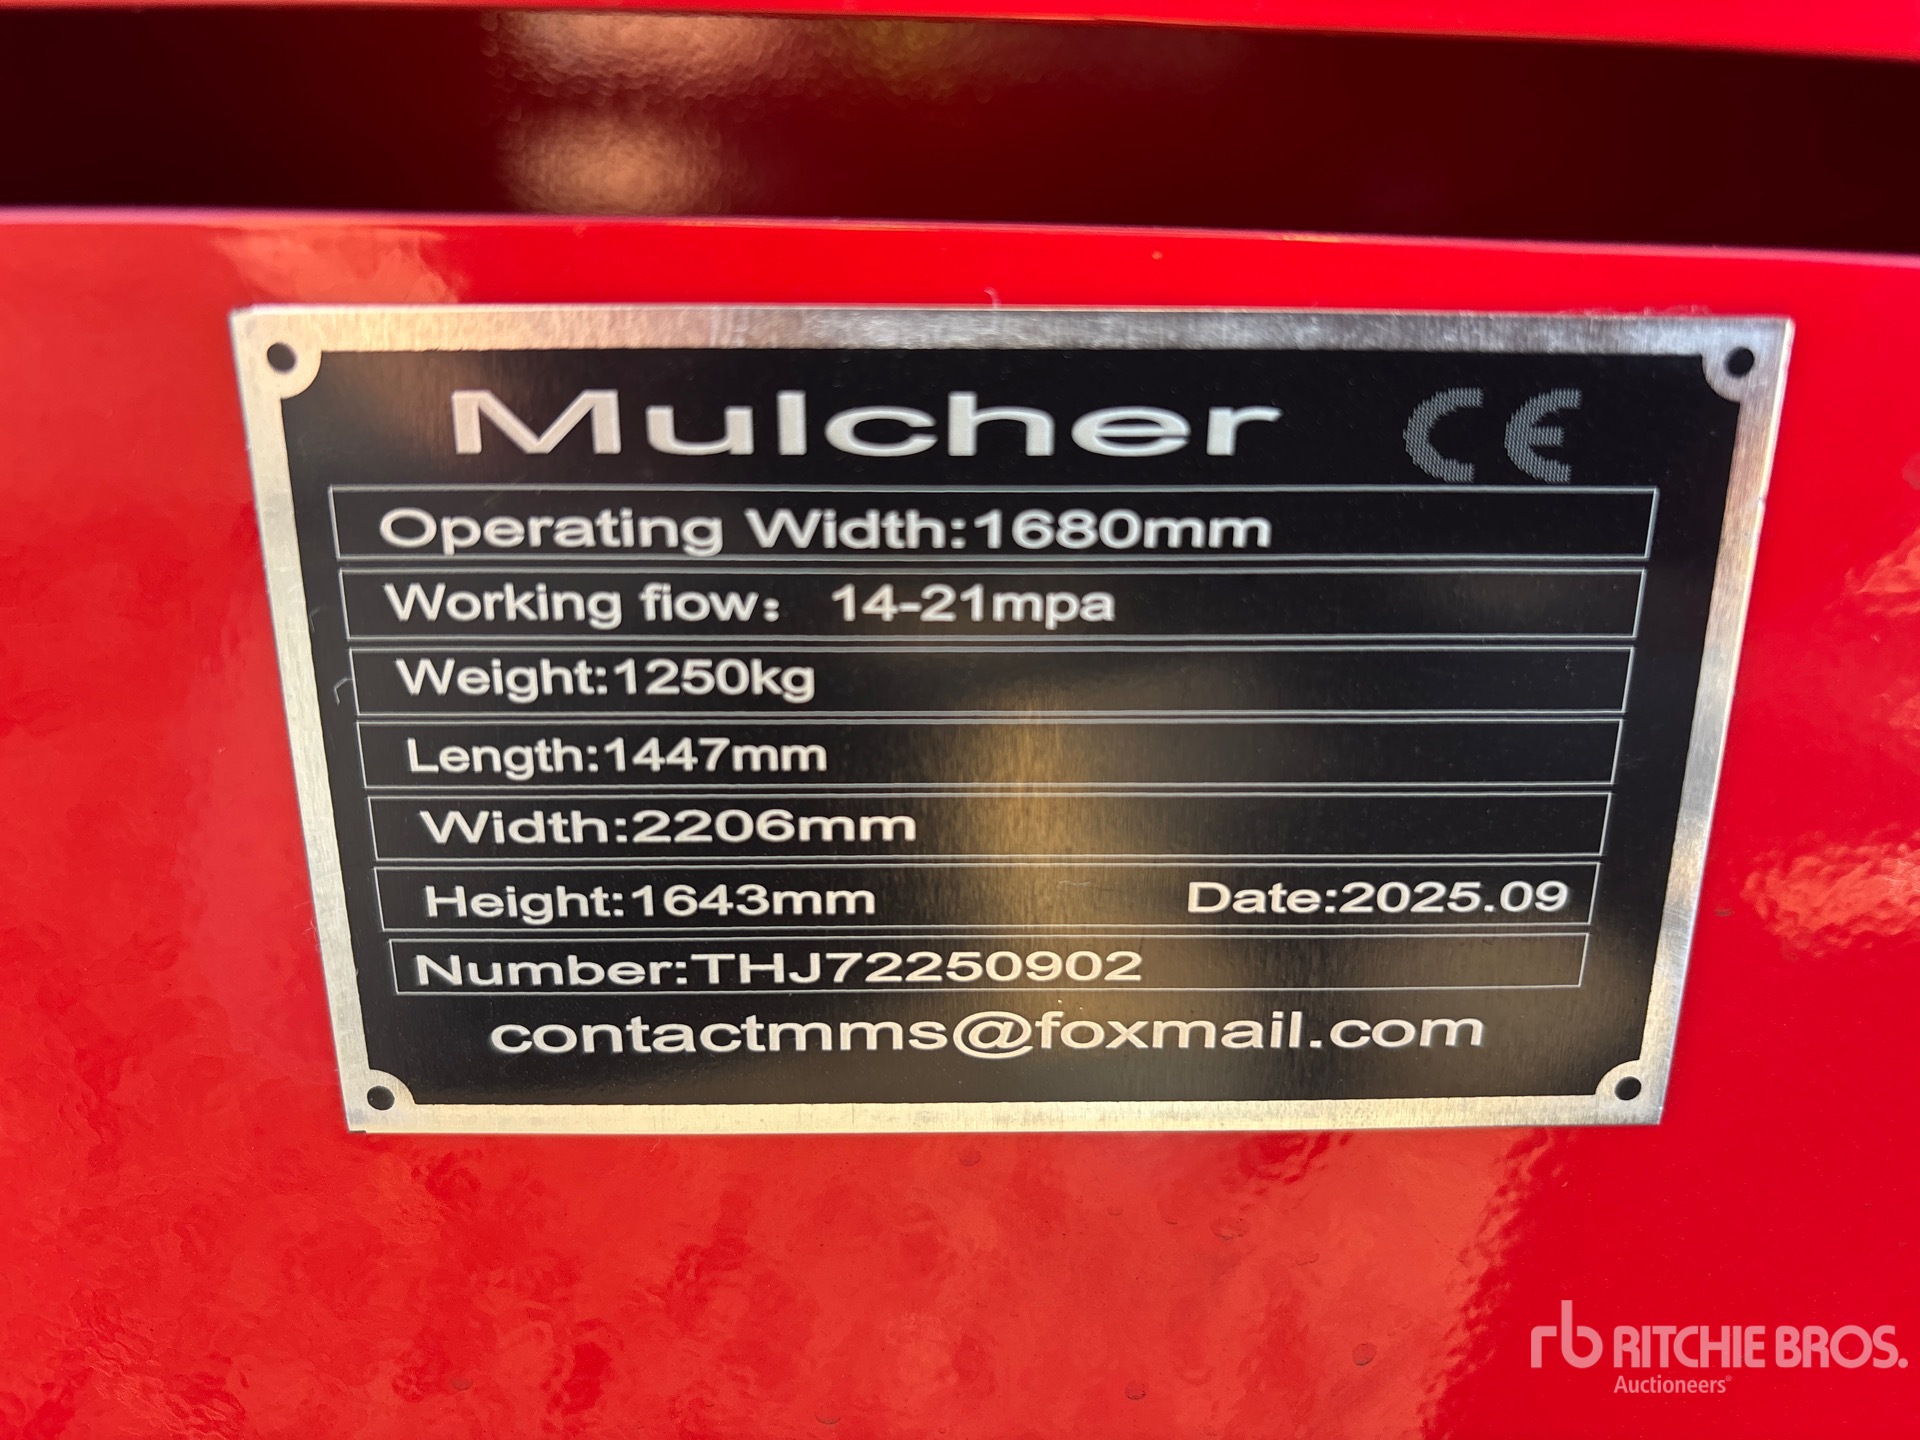 Mulcher CE
Operating Width:1680mm
Working fiow: 14-21mpa
Weight:1250kg
Length:1447mm
Width:2206mm
Height:1643mm Date:2025.09
Number:THJ72250902
contactmms@foxmail.com
rb RITCHIE BROS.
Auctioneers